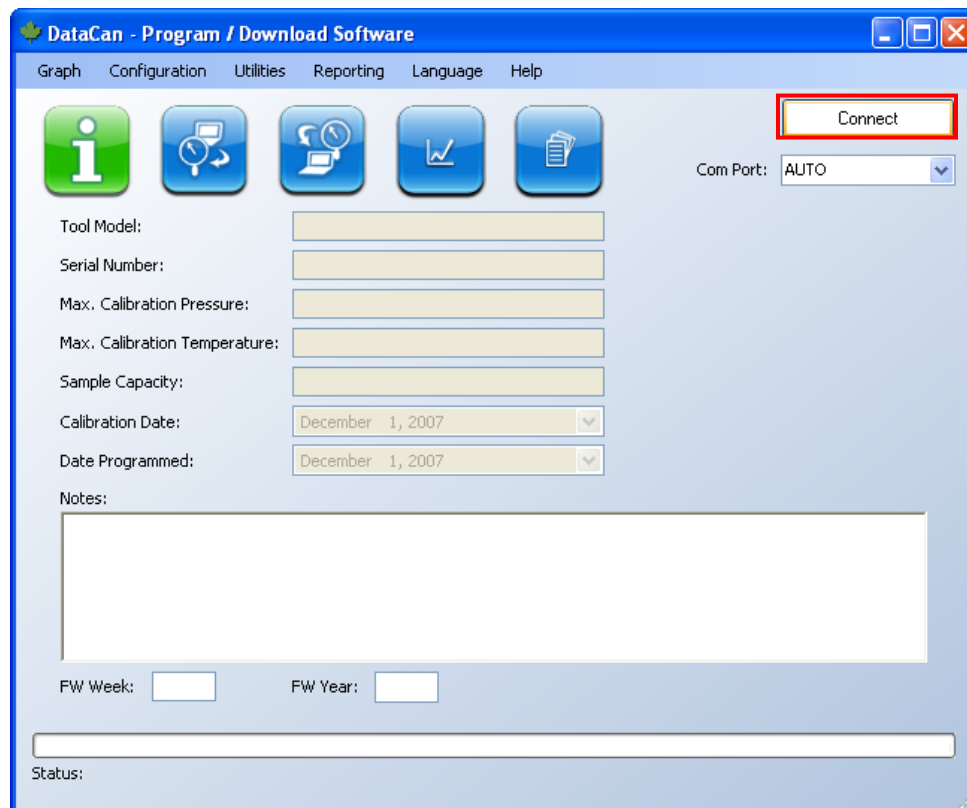 DataCan - Program / Download Software
Graph Configuration Utilities Reporting Language Help
Connect
Com Port: AUTO
Tool Model:
Serial Number:
Max. Calibration Pressure:
Max. Calibration Temperature:
Sample Capacity:
Calibration Date: December 1, 2007
Date Programmed: December 1, 2007
Notes:
FW Week: FW Year:
Status: